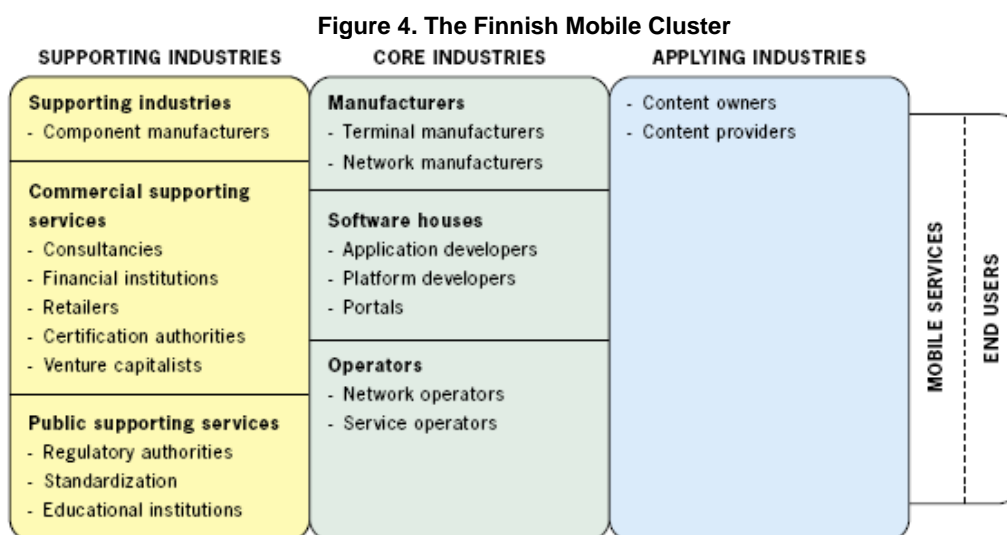 Figure 4. The Finnish Mobile Cluster
SUPPORTING INDUSTRIES
Supporting industries
- Component manufacturers
Commercial supporting
services
- Consultancies
- Financial institutions
- Retailers
- Certification authorities
- Venture capitalists
Public supporting services
- Regulatory authorities
- Standardization
- Educational institutions
CORE INDUSTRIES
Manufacturers
- Terminal manufacturers
- Network manufacturers
Software houses
- Application developers
- Platform developers
- Portals
Operators
- Network operators
- Service operators
APPLYING INDUSTRIES
- Content owners
- Content providers
MOBILE SERVICES
END USERS